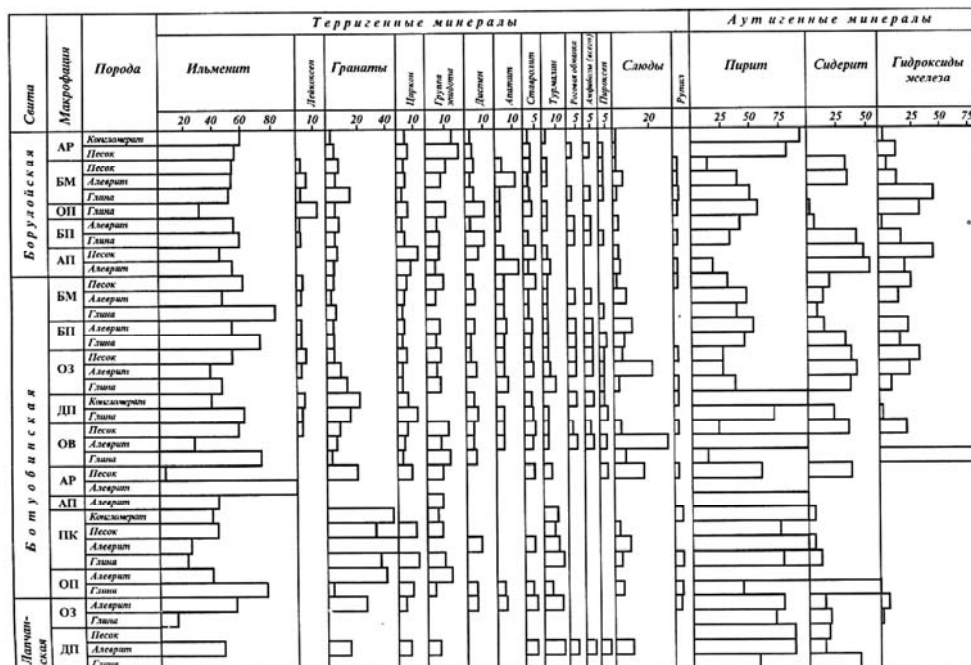 Терригенные минералы
Аутигенные минералы
Свита
Макрофация
Порода
Ильменит
Лейкоксен
Гранаты
Циркон
Группа эпидота
Дистен
Апатит
Ставролит
Турмалин
Роговая обманка
Амфиболы (всего)
Пироксен
Слюды
Рутил
Пирит
Сидерит
Гидроксиды железа
20 40 60 80 10 20 40 10 10 10 10 5 10 5 5 5 20 25 50 75 25 50 25 50 75
Борулойская
АР
Конгломерат
Песок
БМ
Песок
Алеврит
Глина
ОП
Глина
БП
Алеврит
Глина
АП
Песок
Алеврит
Ботуобинская
БМ
Песок
Алеврит
Глина
БП
Алеврит
Глина
ОЗ
Песок
Алеврит
Глина
ДП
Конгломерат
Глина
ОВ
Песок
Алеврит
Глина
АР
Песок
Алеврит
АП
Алеврит
ПК
Конгломерат
Песок
Алеврит
Глина
ОП
Алеврит
Глина
Лапчан-
ская
ОЗ
Алеврит
Глина
ДП
Песок
Алеврит
Глина